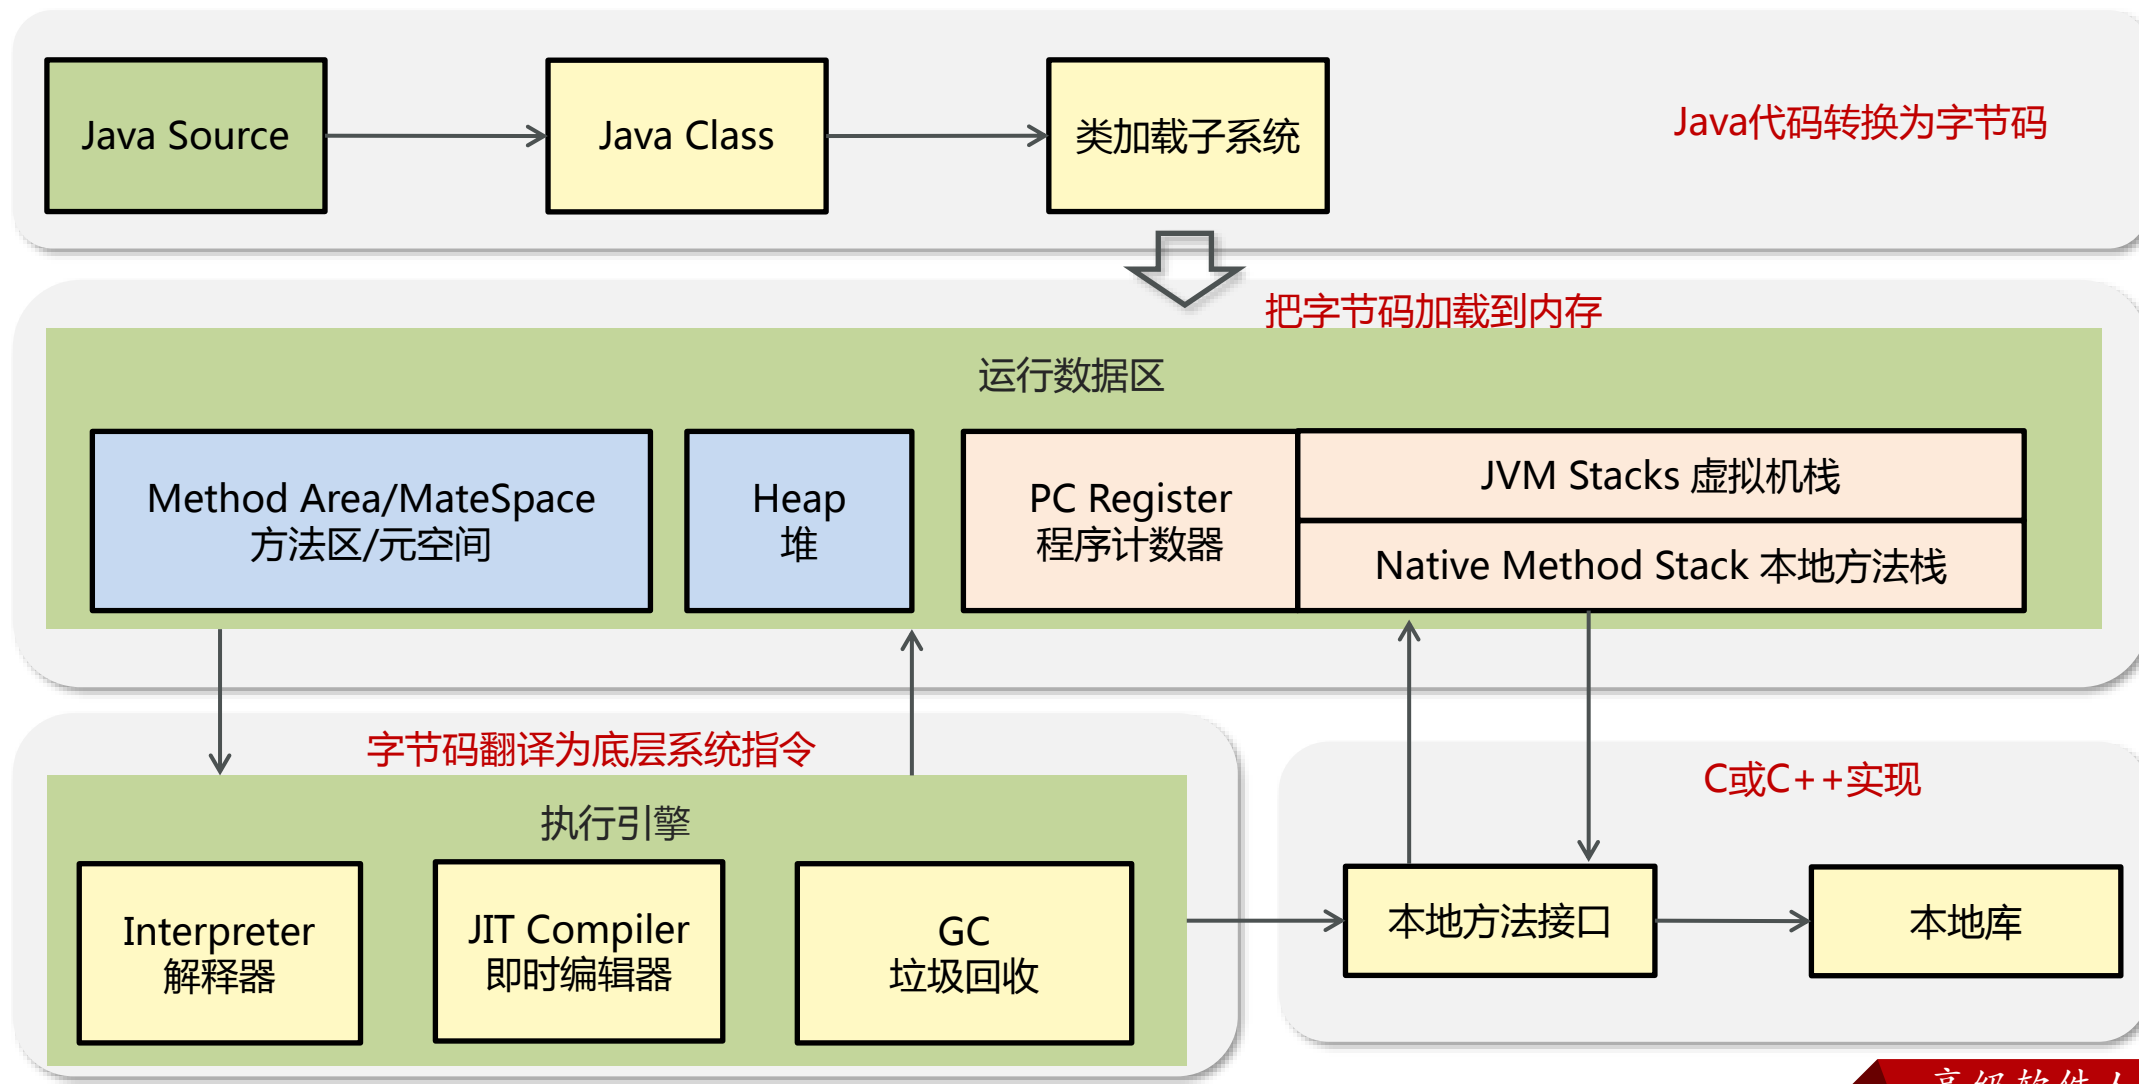 Java Source
Java Class
类加载子系统
Java代码转换为字节码
把字节码加载到内存
运行数据区
Method Area/MateSpace
方法区/元空间
Heap
堆
PC Register
程序计数器
JVM Stacks 虚拟机栈
Native Method Stack 本地方法栈
字节码翻译为底层系统指令
执行引擎
Interpreter
解释器
JIT Compiler
即时编辑器
GC
垃圾回收
C或C++实现
本地方法接口
本地库
高级软件人